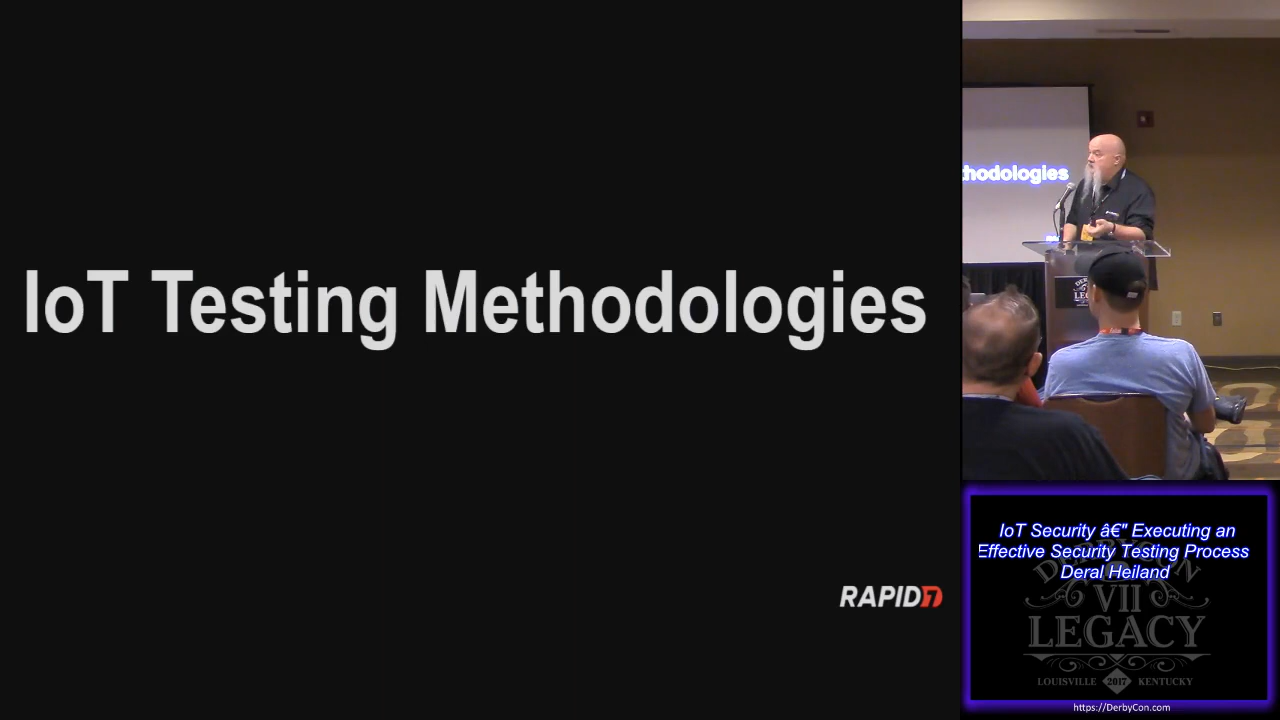 IoT Testing Methodologies
RAPID7
thodologies
IoT Security â€" Executing an
Effective Security Testing Process
Deral Heiland
DERBYCON
VII
LEGACY
LOUISVILLE 2017 KENTUCKY
https://DerbyCon.com